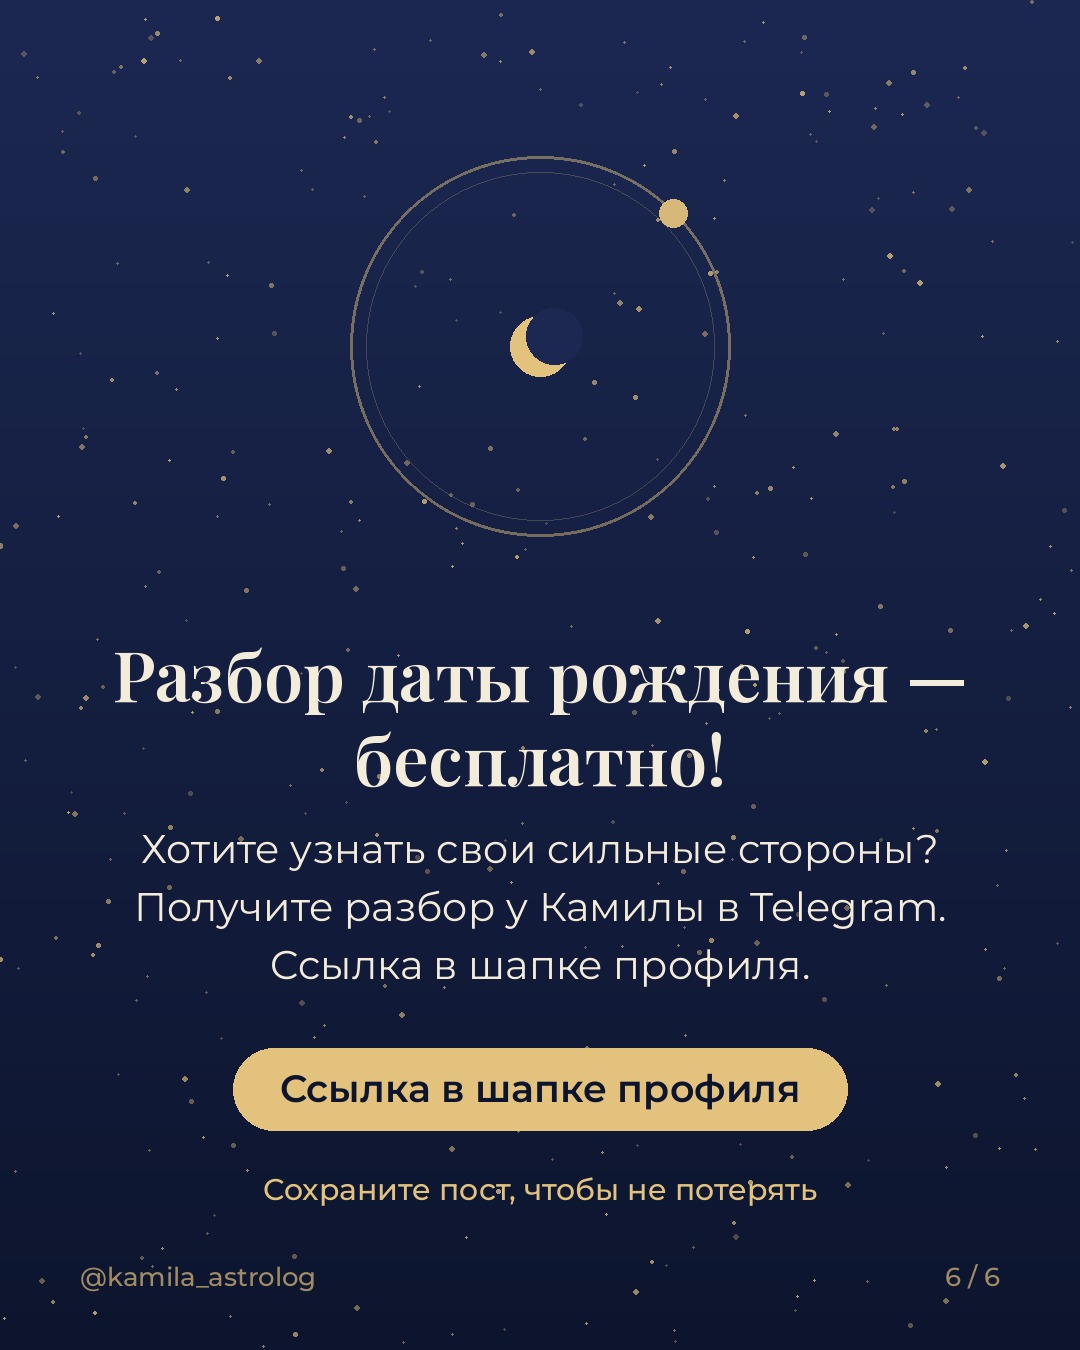 Разбор даты рождения —
бесплатно!
Хотите узнать свои сильные стороны?
Получите разбор у Камилы в Telegram.
Ссылка в шапке профиля.
Ссылка в шапке профиля
Сохраните пост, чтобы не потерять
@kamila_astrolog
6 / 6